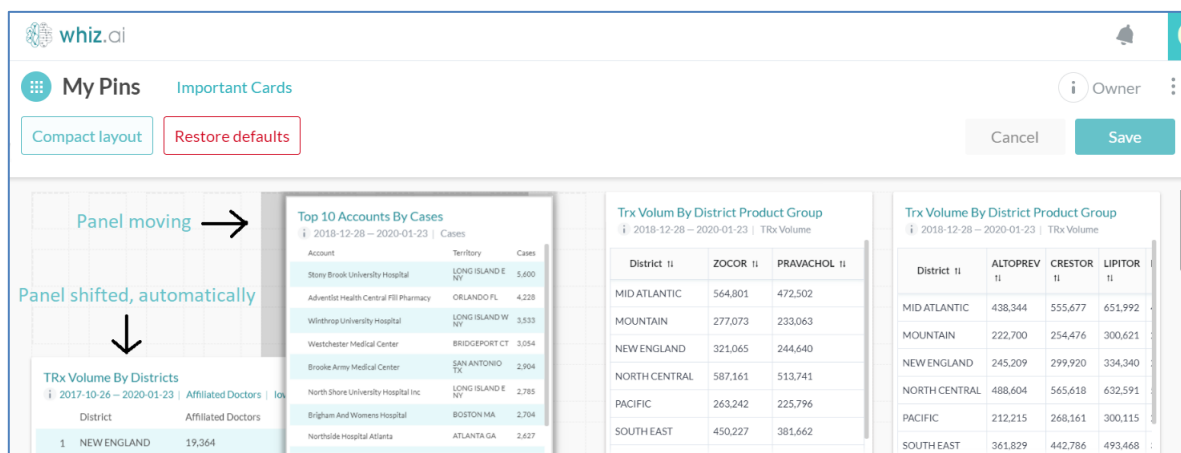 whiz.ai
My Pins Important Cards
i Owner
Compact layout Restore defaults
Cancel Save
Panel moving
Panel shifted, automatically
Top 10 Accounts By Cases
i 2018-12-28 — 2020-01-23 | Cases
Account Territory Cases
Stony Brook University Hospital LONG ISLAND E NY 5,600
Adventist Health Central Fill Pharmacy ORLANDO FL 4,228
Winthrop University Hospital LONG ISLAND W NY 3,533
Westchester Medical Center BRIDGEPORT CT 3,054
Brooke Army Medical Center SAN ANTONIO TX 2,904
North Shore University Hospital Inc LONG ISLAND E NY 2,785
Brigham And Womens Hospital BOSTON MA 2,704
Northside Hospital Atlanta ATLANTA GA 2,627
TRx Volume By Districts
i 2017-10-26 — 2020-01-23 | Affiliated Doctors |
District Affiliated Doctors
1 NEW ENGLAND 19,364
Trx Volum By District Product Group
i 2018-12-28 — 2020-01-23 | TRx Volume
District ZOCOR PRAVACHOL
MID ATLANTIC 564,801 472,502
MOUNTAIN 277,073 233,063
NEW ENGLAND 321,065 244,640
NORTH CENTRAL 587,161 513,741
PACIFIC 263,242 225,796
SOUTH EAST 450,227 381,662
Trx Volume By District Product Group
i 2018-12-28 — 2020-01-23 | TRx Volume
District ALTOPREV CRESTOR LIPITOR
MID ATLANTIC 438,344 555,677 651,992
MOUNTAIN 222,700 254,476 300,621
NEW ENGLAND 245,209 299,920 334,340
NORTH CENTRAL 488,604 565,618 632,591
PACIFIC 212,215 268,161 300,115
SOUTH EAST 361,829 442,786 493,468